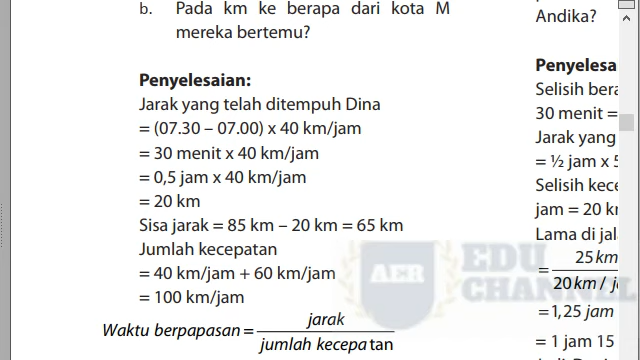 b. Pada km ke berapa dari kota M
mereka bertemu?
Penyelesaian:
Jarak yang telah ditempuh Dina
= (07.30 – 07.00) x 40 km/jam
= 30 menit x 40 km/jam
= 0,5 jam x 40 km/jam
= 20 km
Sisa jarak = 85 km – 20 km = 65 km
Jumlah kecepatan
= 40 km/jam + 60 km/jam
= 100 km/jam
Waktu berpapasan = jarak
jumlah kecepatan
Andika?
Penyelesa
Selisih bera
30 menit =
Jarak yang
= ½ jam x 5
Selisih kece
jam = 20 k
Lama di jal
= 25 km
20 km / j
= 1,25 jam
= 1 jam 15
AER
EDU
CHANNEL